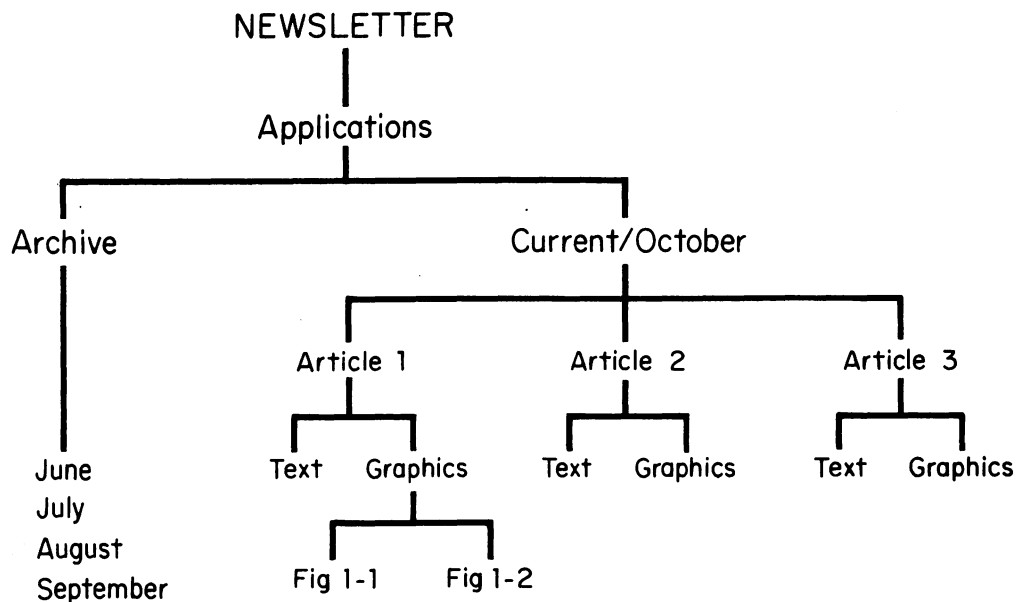 NEWSLETTER
Applications
Archive
Current/October
Article 1
Article 2
Article 3
Text
Graphics
Text
Graphics
Text
Graphics
June
July
August
September
Fig 1-1
Fig 1-2